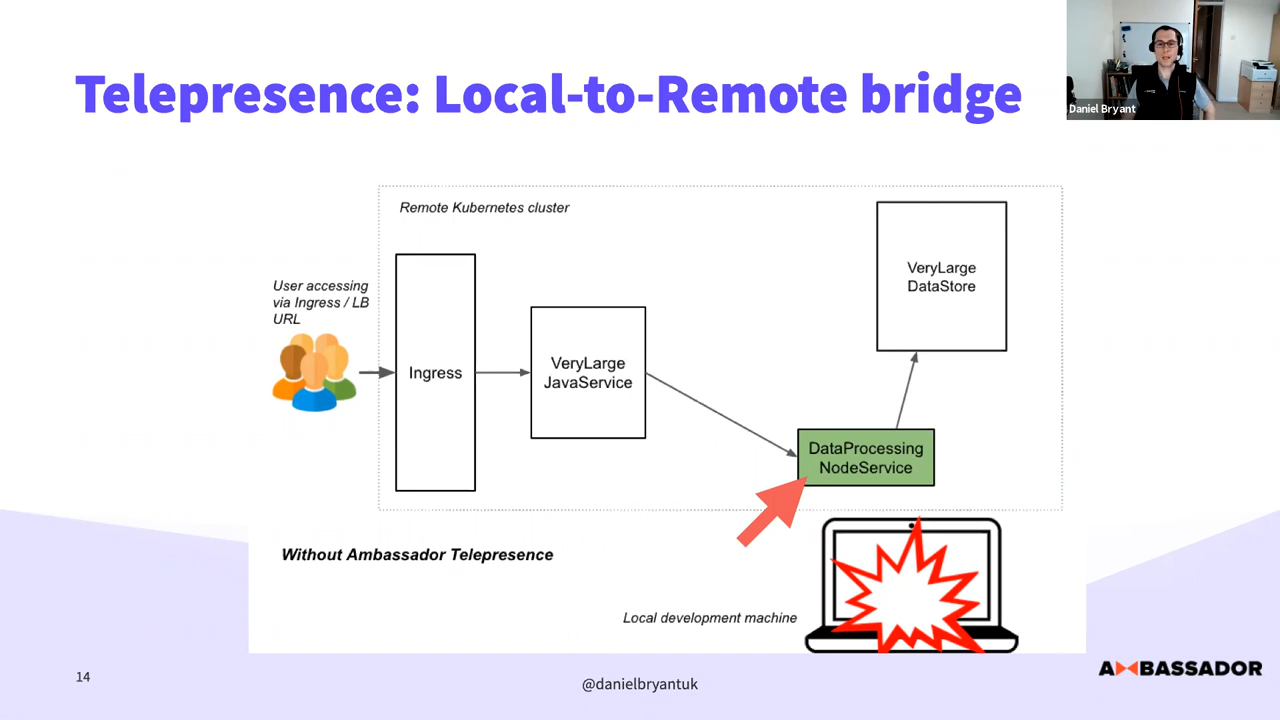 Telepresence: Local-to-Remote bridge
Daniel Bryant
Remote Kubernetes cluster
User accessing
via Ingress / LB
URL
Ingress
VeryLarge
JavaService
VeryLarge
DataStore
DataProcessing
NodeService
Without Ambassador Telepresence
Local development machine
14
@danielbryantuk
AMBASSADOR